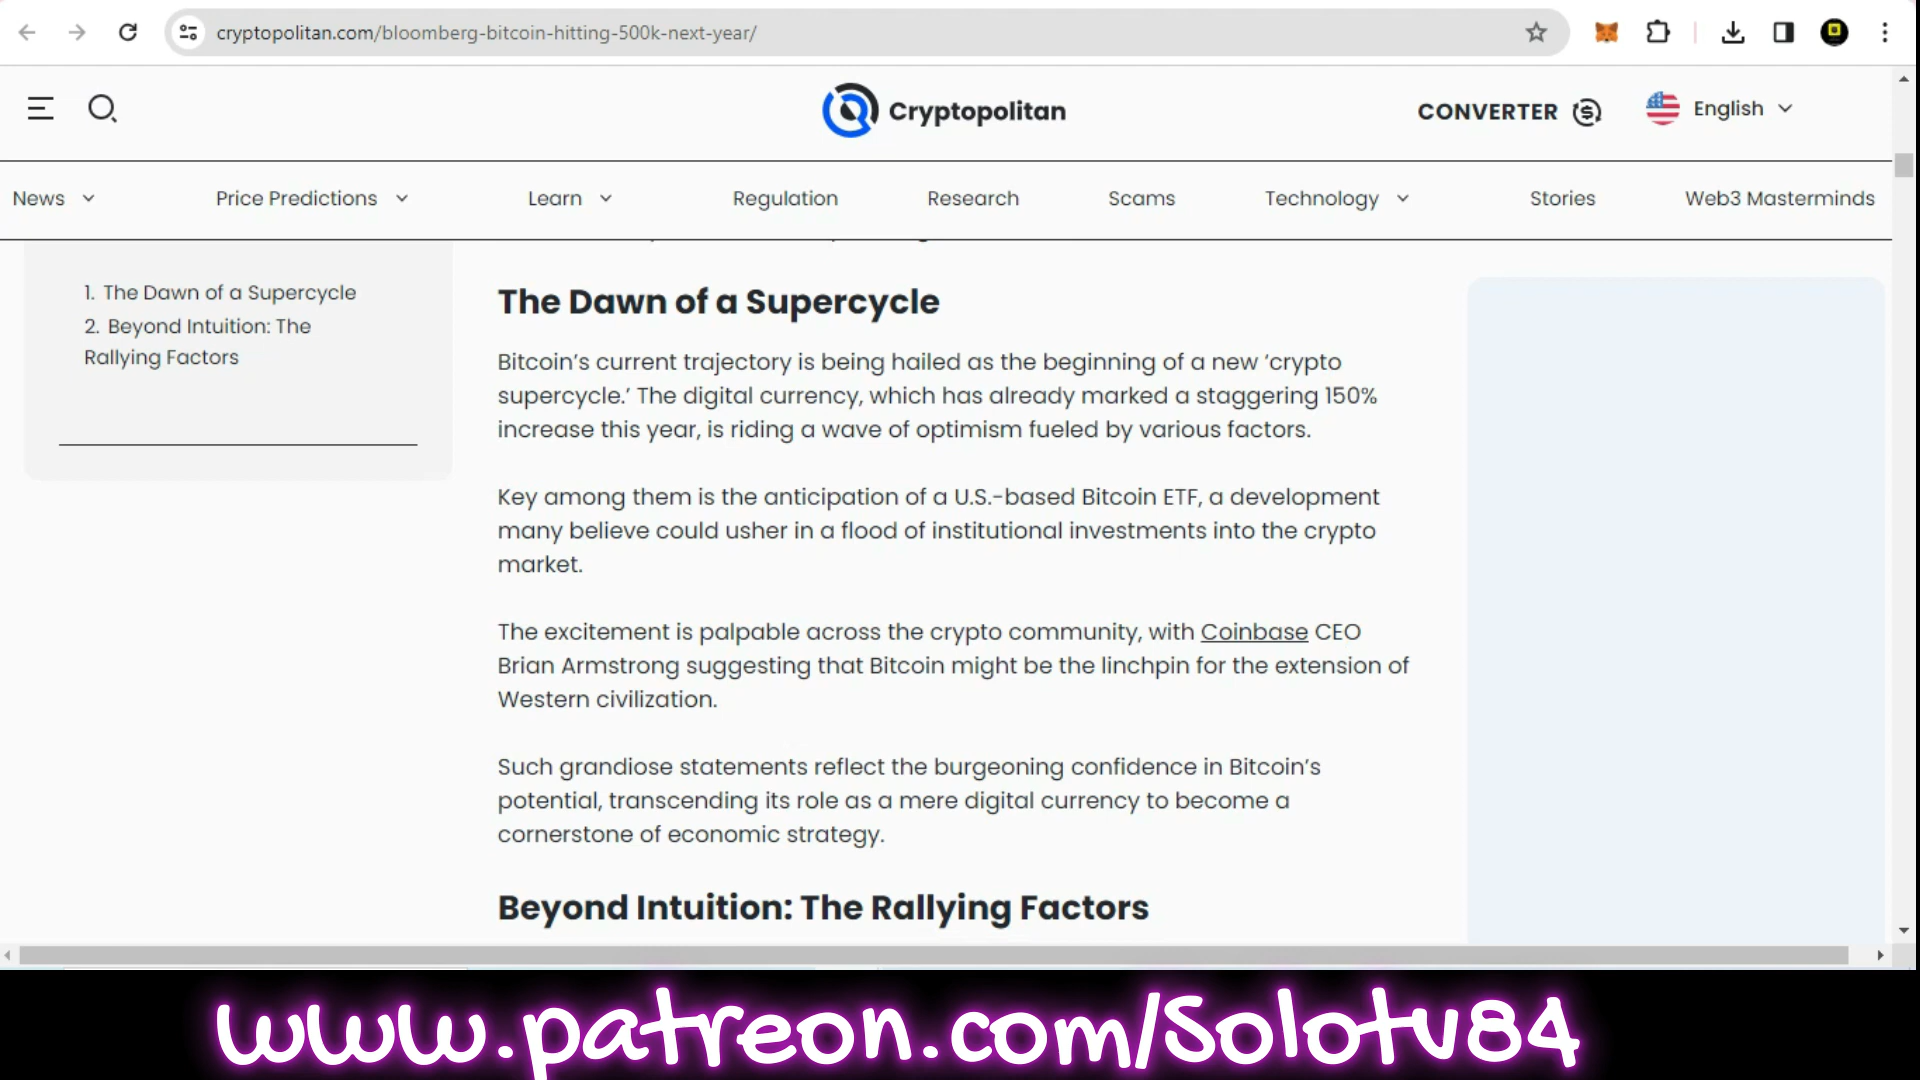 cryptopolitan.com/bloomberg-bitcoin-hitting-500k-next-year/
Cryptopolitan
CONVERTER
English
News
Price Predictions
Learn
Regulation
Research
Scams
Technology
Stories
Web3 Masterminds
1. The Dawn of a Supercycle
2. Beyond Intuition: The
Rallying Factors
The Dawn of a Supercycle
Bitcoin’s current trajectory is being hailed as the beginning of a new ‘crypto
supercycle.’ The digital currency, which has already marked a staggering 150%
increase this year, is riding a wave of optimism fueled by various factors.
Key among them is the anticipation of a U.S.-based Bitcoin ETF, a development
many believe could usher in a flood of institutional investments into the crypto
market.
The excitement is palpable across the crypto community, with Coinbase CEO
Brian Armstrong suggesting that Bitcoin might be the linchpin for the extension of
Western civilization.
Such grandiose statements reflect the burgeoning confidence in Bitcoin’s
potential, transcending its role as a mere digital currency to become a
cornerstone of economic strategy.
Beyond Intuition: The Rallying Factors
www.patreon.com/Solotv84